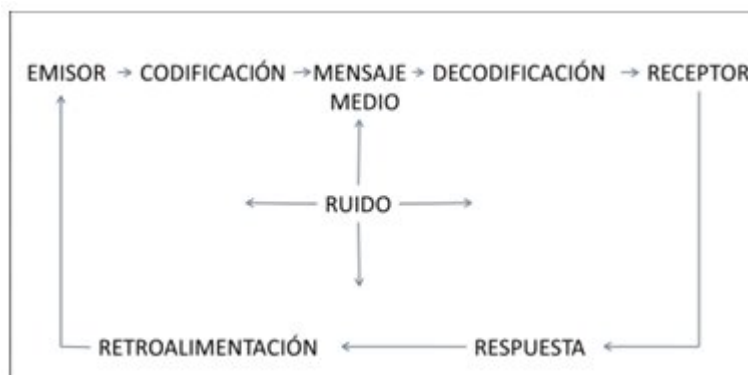 EMISOR CODIFICACIÓN MENSAJE DECODIFICACIÓN RECEPTOR
MEDIO
RUIDO
RETROALIMENTACIÓN RESPUESTA